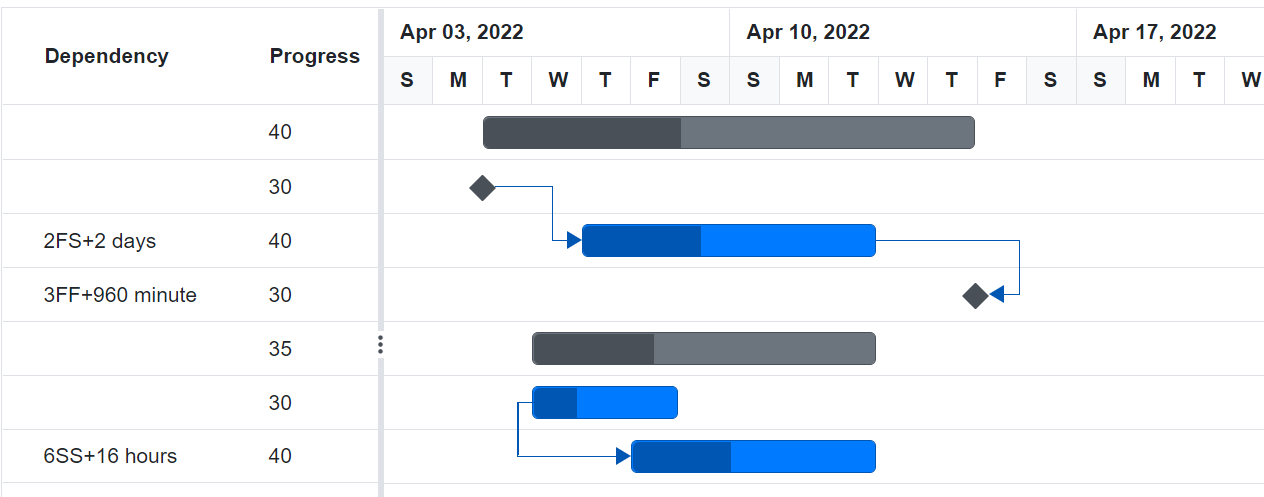 Dependency Progress Apr 03, 2022 Apr 10, 2022 Apr 17, 2022
S M T W T F S S M T W T F S S M T W
40
30
2FS+2 days 40
3FF+960 minute 30
35
30
6SS+16 hours 40